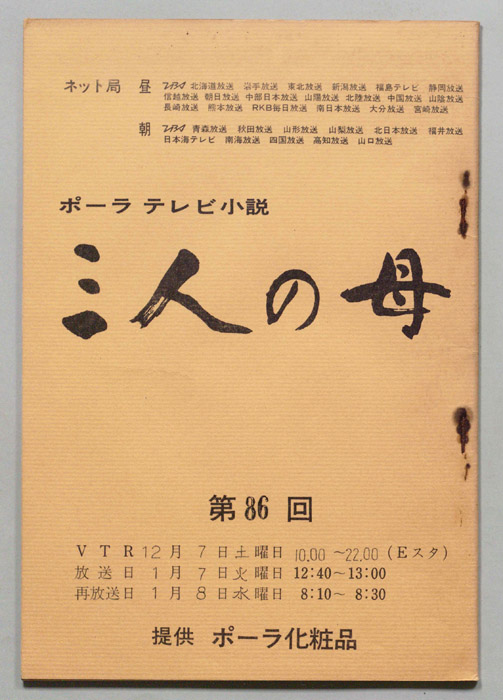 ネット局 昼 TBS 北海道放送 岩手放送 東北放送 新潟放送 福島テレビ 静岡放送
信越放送 朝日放送 中部日本放送 山陽放送 北陸放送 中国放送 山陰放送
長崎放送 熊本放送 RKB毎日放送 南日本放送 大分放送 宮崎放送
朝 TBS 青森放送 秋田放送 山形放送 山梨放送 北日本放送 福井放送
日本海テレビ 南海放送 四国放送 高知放送 山口放送
ポーラ テレビ小説
三人の母
第86回
VTR 12月7日土曜日 10.00~22.00(Eスタ)
放送日 1月7日火曜日 12:40~13:00
再放送日 1月8日水曜日 8:10~ 8:30
提供 ポーラ化粧品